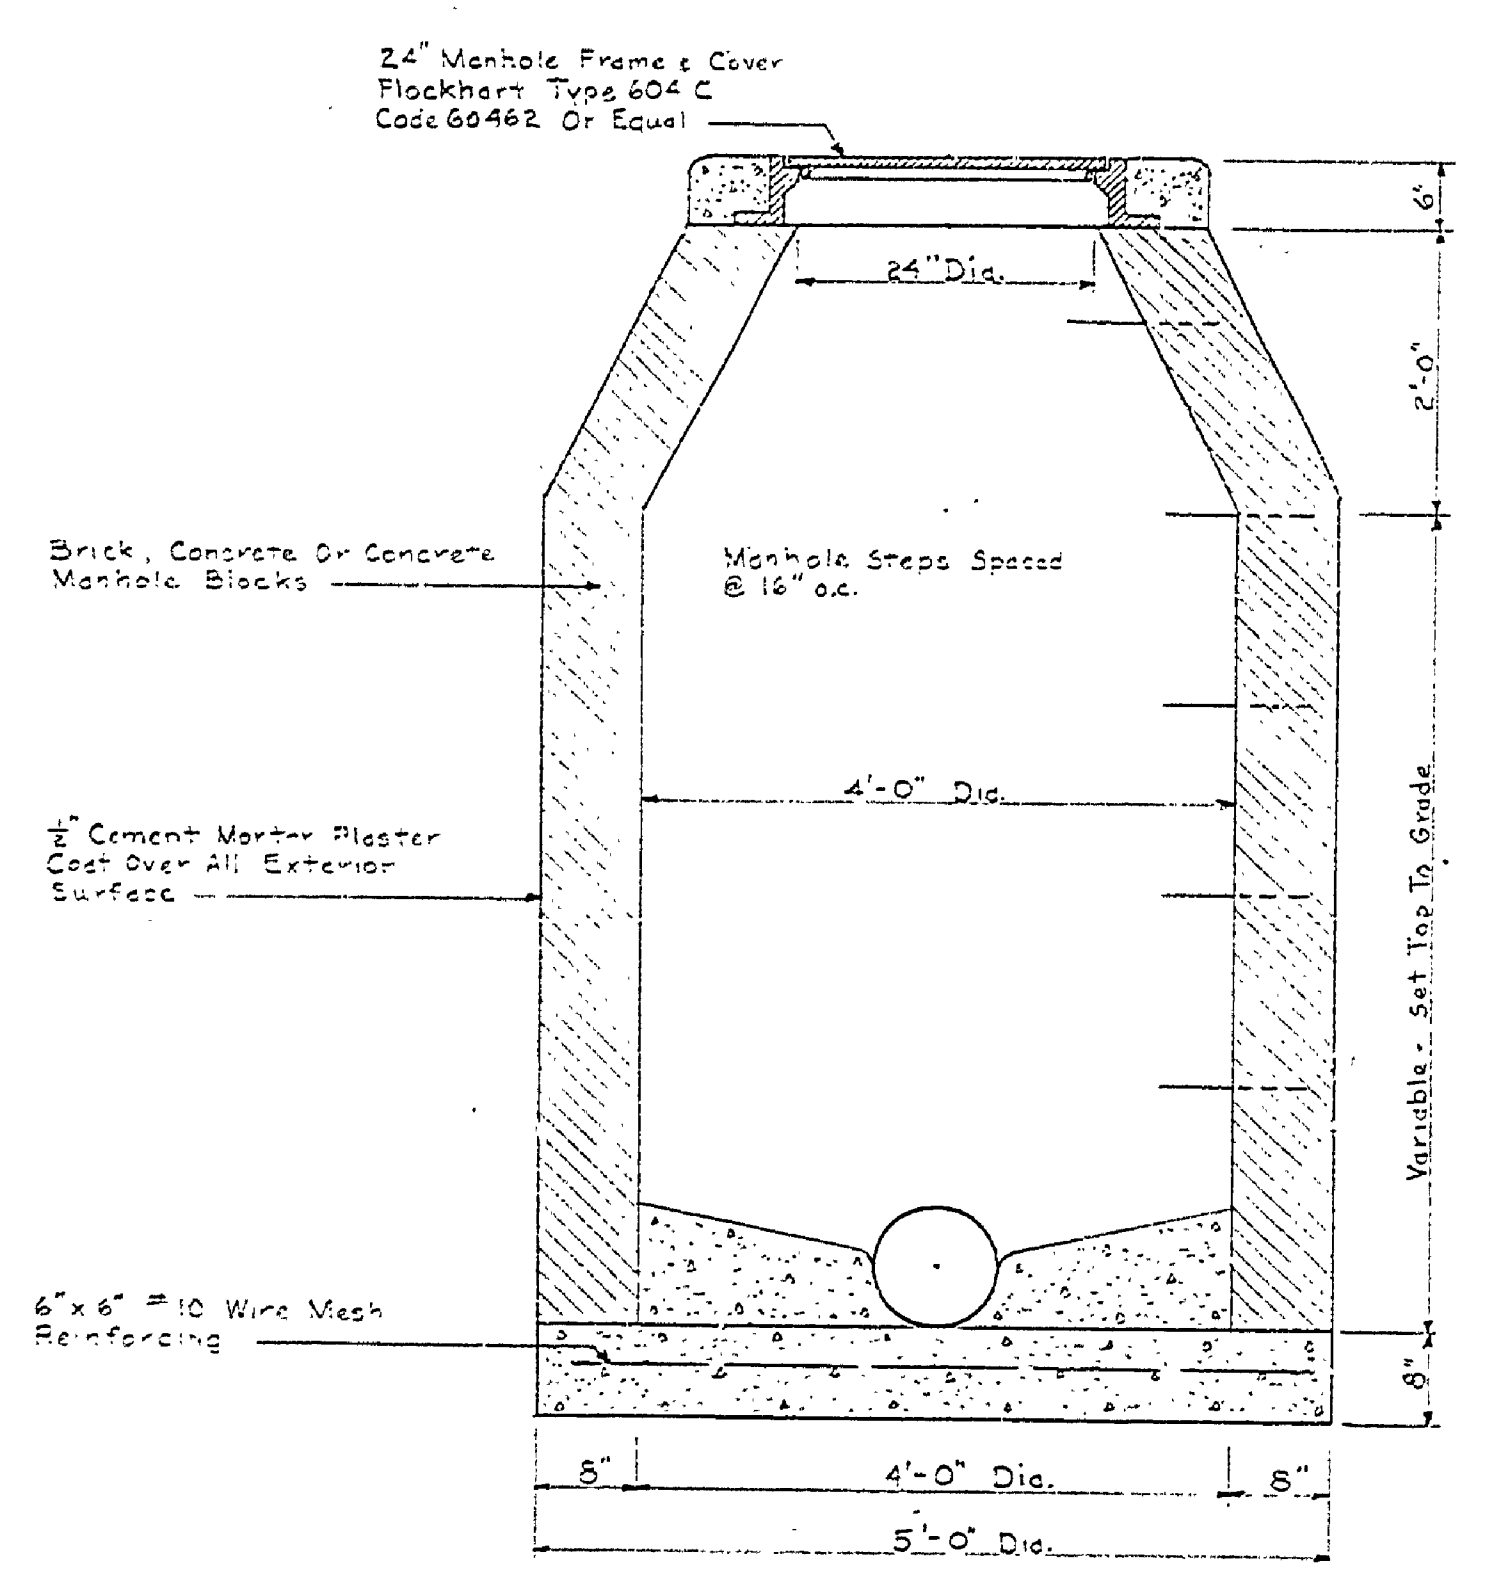 24" Manhole Frame & Cover
Flockhart Type 604 C
Code 60462 Or Equal
6'
24" Dia.
2'-0"
Brick, Concrete Or Concrete
Manhole Blocks
Manhole Steps Spaced
@ 16" o.c.
4'-0" Dia.
½" Cement Mortar Plaster
Coat Over All Exterior
Surface
Variable - Set Top To Grade
6" x 6" #10 Wire Mesh
Reinforcing
8"
8"
4'-0" Dia.
8"
5'-0" Dia.